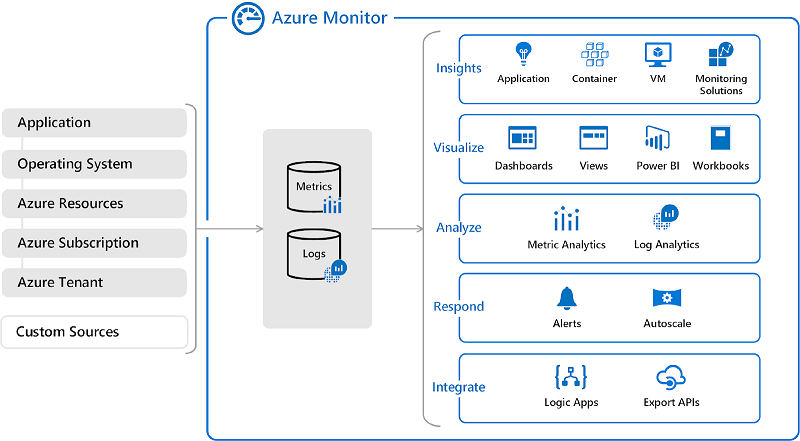 Azure Monitor
Application
Operating System
Azure Resources
Azure Subscription
Azure Tenant
Custom Sources
Metrics
Logs
Insights
Application
Container
VM
Monitoring
Solutions
Visualize
Dashboards
Views
Power BI
Workbooks
Analyze
Metric Analytics
Log Analytics
Respond
Alerts
Autoscale
Integrate
Logic Apps
Export APIs